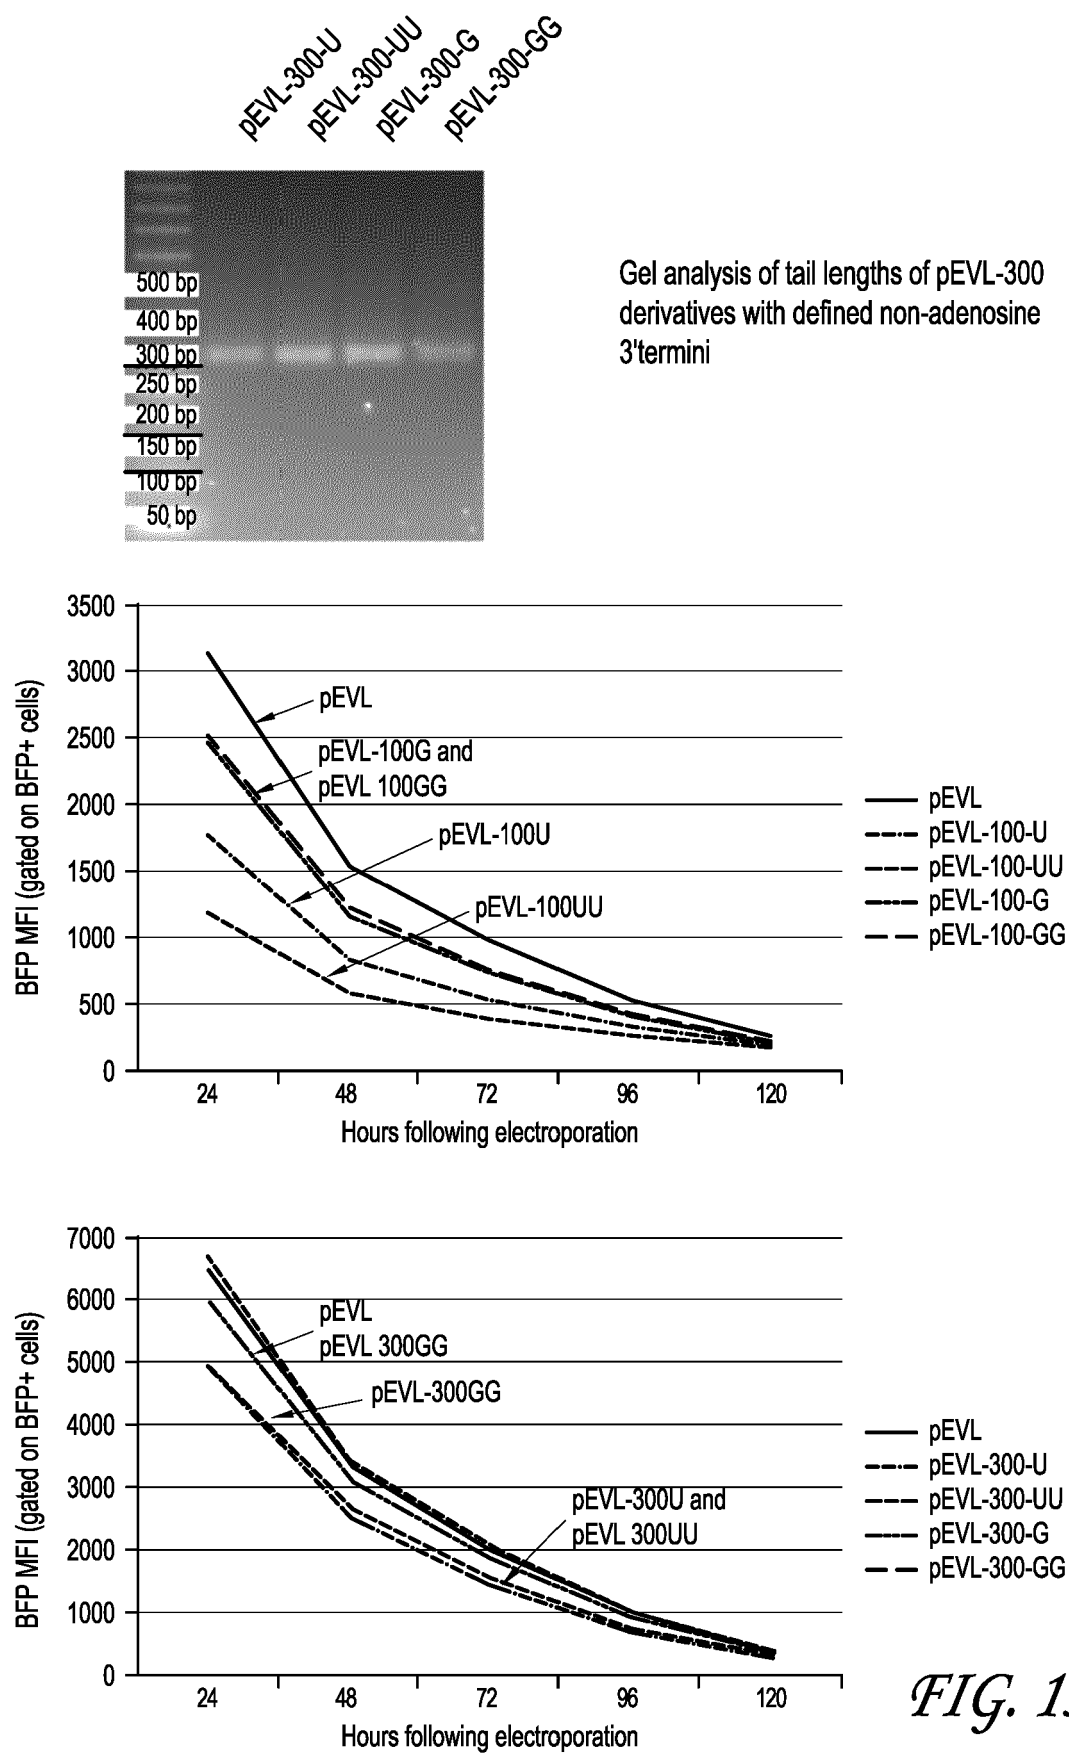 pEVL-300-U
pEVL-300-UU
pEVL-300-G
pEVL-300-GG
500 bp
400 bp
300 bp
250 bp
200 bp
150 bp
100 bp
50 bp
Gel analysis of tail lengths of pEVL-300
derivatives with defined non-adenosine
3'termini
BFP MFI (gated on BFP+ cells)
3500
3000
2500
2000
1500
1000
500
0
pEVL
pEVL-100G and
pEVL 100GG
pEVL-100U
pEVL-100UU
24
48
72
96
120
Hours following electroporation
pEVL
pEVL-100-U
pEVL-100-UU
pEVL-100-G
pEVL-100-GG
BFP MFI (gated on BFP+ cells)
7000
6000
5000
4000
3000
2000
1000
0
pEVL
pEVL 300GG
pEVL-300GG
pEVL-300U and
pEVL 300UU
24
48
72
96
120
Hours following electroporation
pEVL
pEVL-300-U
pEVL-300-UU
pEVL-300-G
pEVL-300-GG
FIG.